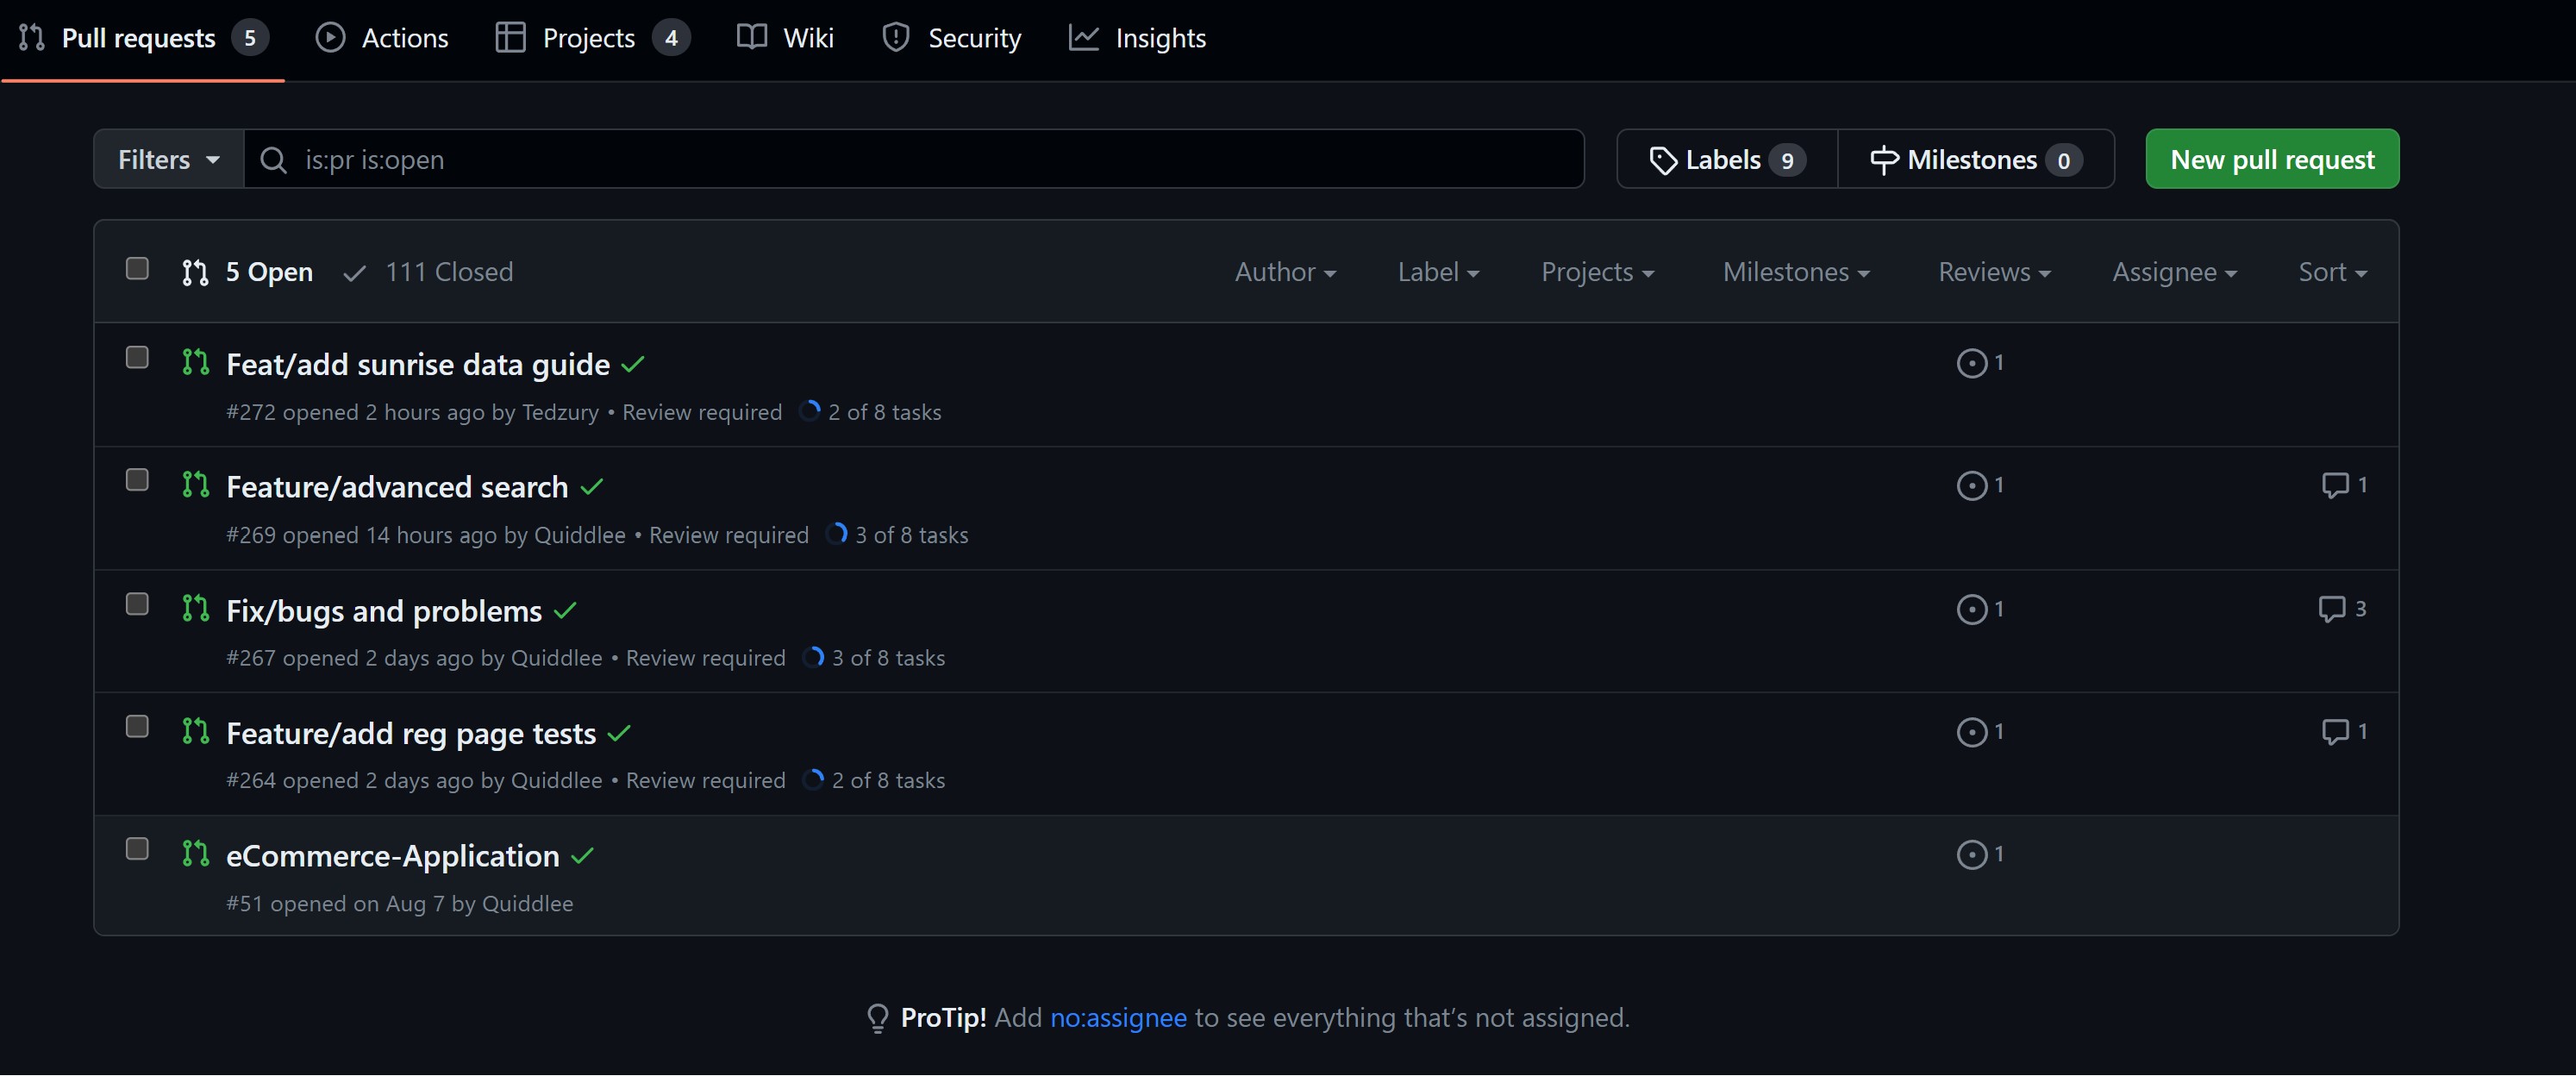 Pull requests 5 Actions Projects 4 Wiki Security Insights
Filters is:pr is:open Labels 9 Milestones 0 New pull request
5 Open 111 Closed Author Label Projects Milestones Reviews Assignee Sort
Feat/add sunrise data guide 1
#272 opened 2 hours ago by Tedzury • Review required 2 of 8 tasks
Feature/advanced search 1 1
#269 opened 14 hours ago by Quiddlee • Review required 3 of 8 tasks
Fix/bugs and problems 1 3
#267 opened 2 days ago by Quiddlee • Review required 3 of 8 tasks
Feature/add reg page tests 1 1
#264 opened 2 days ago by Quiddlee • Review required 2 of 8 tasks
eCommerce-Application 1
#51 opened on Aug 7 by Quiddlee
ProTip! Add no:assignee to see everything that’s not assigned.